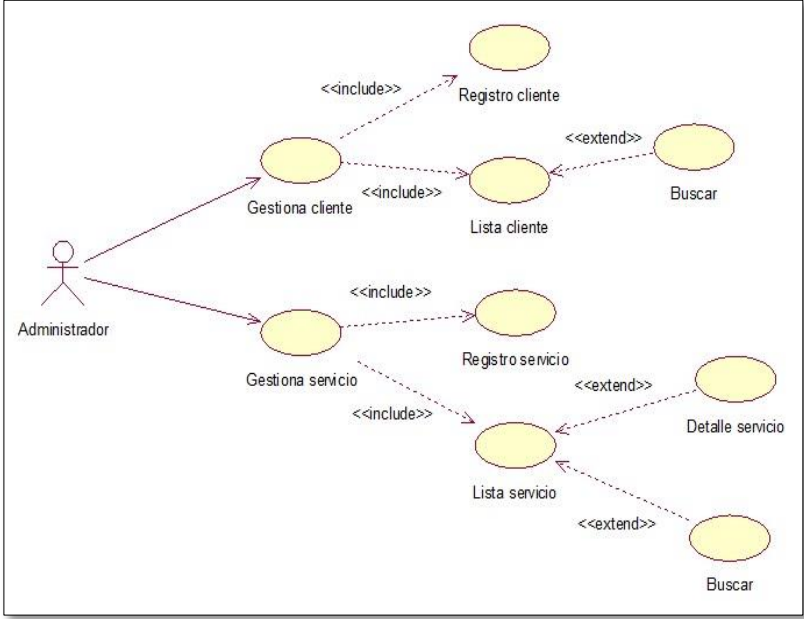 <<include>>
Registro cliente
<<extend>>
<<include>>
Gestiona cliente
Buscar
Lista cliente
<<include>>
Administrador
Registro servicio
Gestiona servicio
<<extend>>
<<include>>
Detalle servicio
Lista servicio
<<extend>>
Buscar